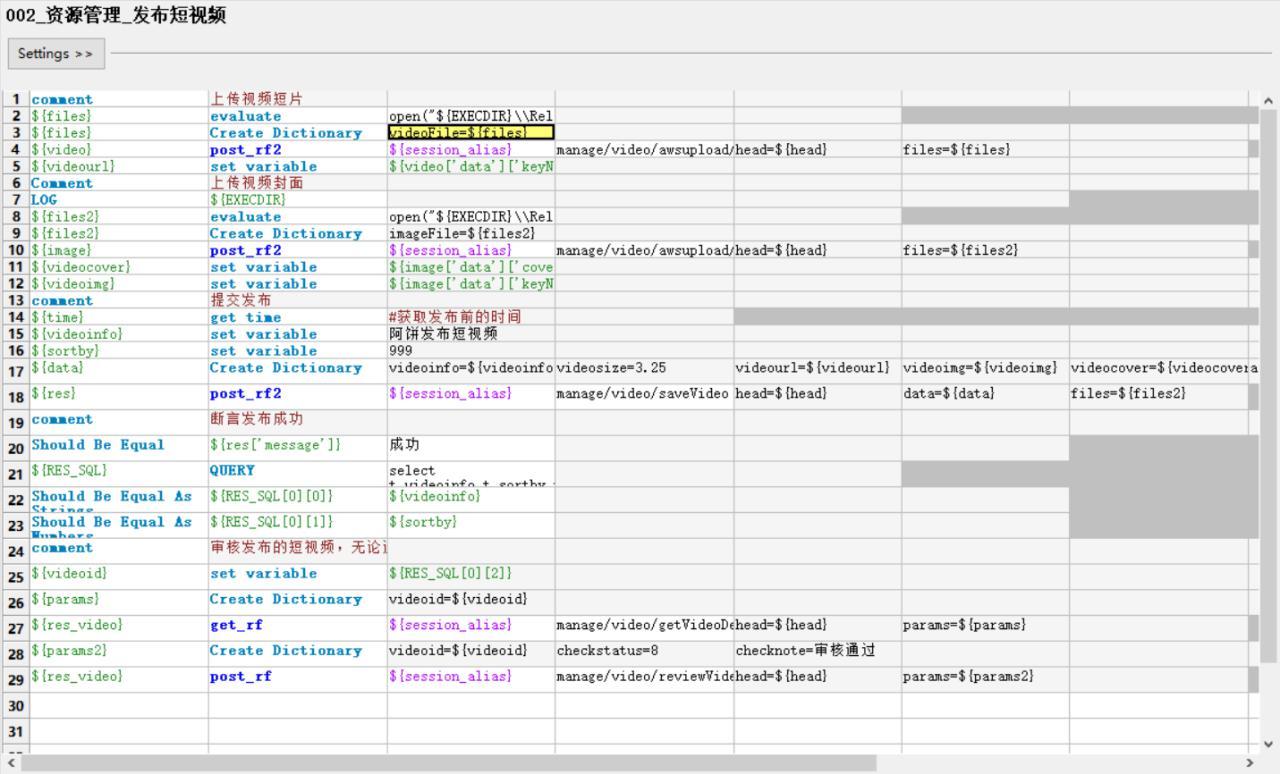 002_资源管理_发布短视频
Settings >>
1 comment 上传视频短片
2 ${files} evaluate open("${EXECDIR}\\Rel
3 ${files} Create Dictionary videoFile=${files}
4 ${video} post_rf2 ${session_alias} manage/video/awsupload/ head=${head} files=${files}
5 ${videourl} set variable ${video['data']['keyN
6 Comment 上传视频封面
7 LOG ${EXECDIR}
8 ${files2} evaluate open("${EXECDIR}\\Rel
9 ${files2} Create Dictionary imageFile=${files2}
10 ${image} post_rf2 ${session_alias} manage/video/awsupload/ head=${head} files=${files2}
11 ${videocover} set variable ${image['data']['cove
12 ${videoimg} set variable ${image['data']['keyN
13 comment 提交发布
14 ${time} get time #获取发布前的时间
15 ${videoinfo} set variable 阿饼发布短视频
16 ${sortby} set variable 999
17 ${data} Create Dictionary videoinfo=${videoinfo videosize=3.25 videourl=${videourl} videoimg=${videoimg} videocover=${videocover a
18 ${res} post_rf2 ${session_alias} manage/video/saveVideo head=${head} data=${data} files=${files2}
19 comment 断言发布成功
20 Should Be Equal ${res['message']} 成功
21 ${RES_SQL} QUERY select
t.videoinfo,t.sortby,
22 Should Be Equal As ${RES_SQL[0][0]} ${videoinfo}
Strings
23 Should Be Equal As ${RES_SQL[0][1]} ${sortby}
Numbers
24 comment 审核发布的短视频，无论
25 ${videoid} set variable ${RES_SQL[0][2]}
26 ${params} Create Dictionary videoid=${videoid}
27 ${res_video} get_rf ${session_alias} manage/video/getVideoDe head=${head} params=${params}
28 ${params2} Create Dictionary videoid=${videoid} checkstatus=8 checknote=审核通过
29 ${res_video} post_rf ${session_alias} manage/video/reviewVide head=${head} params=${params2}
30
31